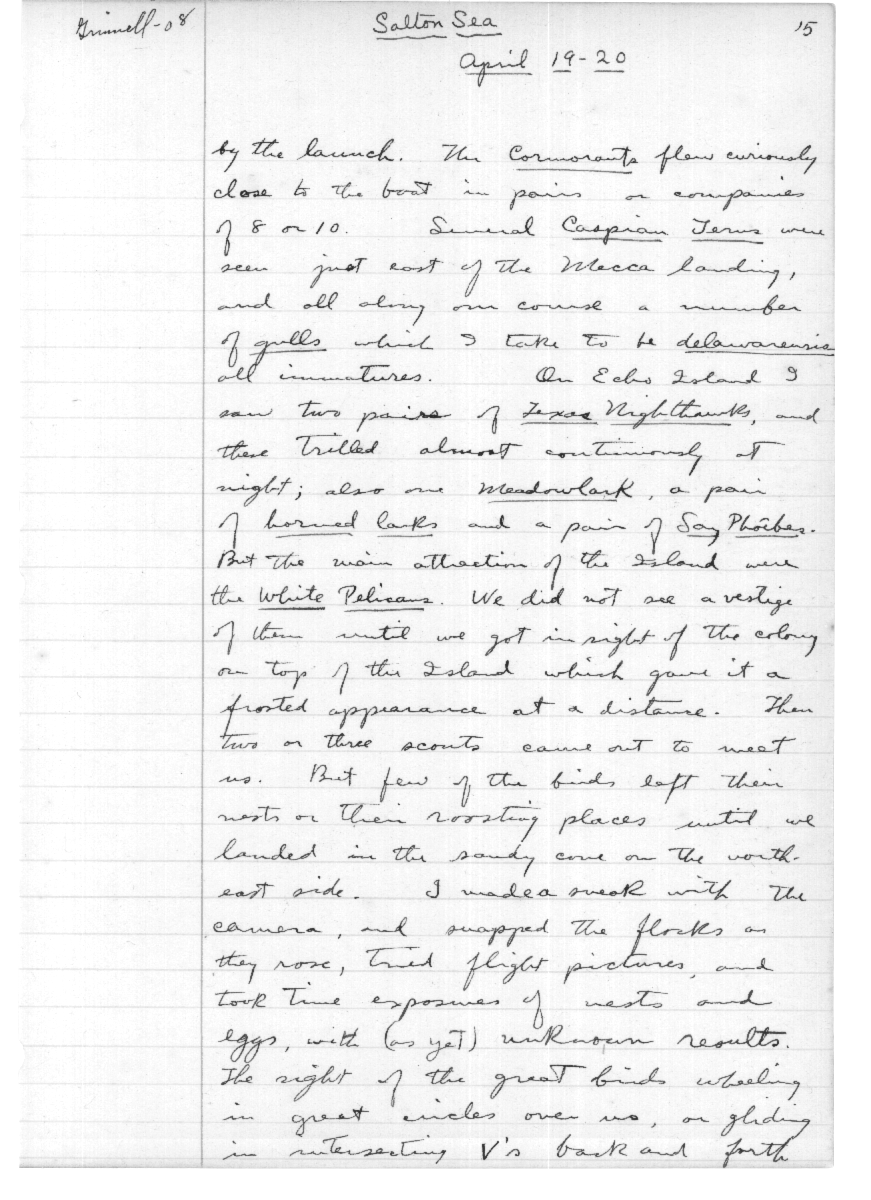 Grinnell-08
Salton Sea
15
April 19-20
by the launch. The Cormorants flew curiously
close to the boat in pairs or companies
of 8 or 10. Several Caspian Terns were
seen just east of the Mecca landing,
and all along our course a number
of gulls which I take to be delawarensis
all immatures. On Echo Island I
saw two pairs of Texas Nighthawks, and
these trilled almost continuously at
night; also one Meadowlark, a pair
of horned larks and a pair of Say Phoebes.
But the main attraction of the Island were
the White Pelicans. We did not see a vestige
of them until we got in sight of the colony
on top of the Island which gave it a
frosted appearance at a distance. Then
two or three scouts came out to meet
us. But few of the birds left their
nests or their roosting places until we
landed in the sandy cove on the north-
east side. I made a sneak with the
camera, and snapped the flocks as
they rose, tried flight pictures, and
took time exposures of nests and
eggs, with (as yet) unknown results.
The sight of the great birds wheeling
in great circles over us, or gliding
in intersecting V's back and forth